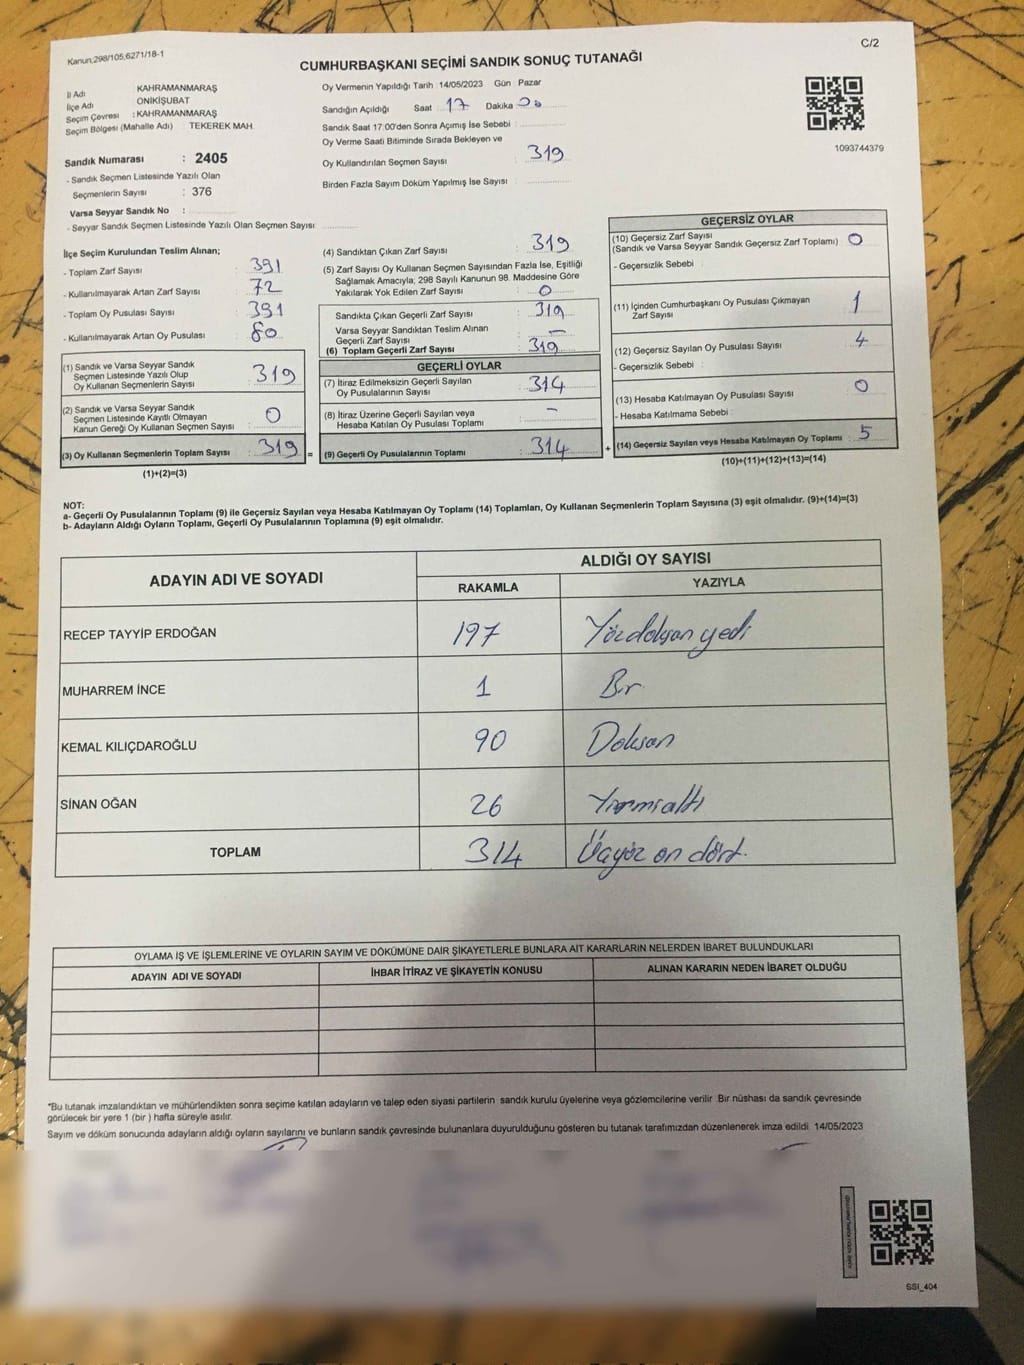 Kanun,298/105,6271/18-1
C/2
CUMHURBAŞKANI SEÇİMİ SANDIK SONUÇ TUTANAĞI
İl Adı KAHRAMANMARAŞ
İlçe Adı ONİKİŞUBAT
Seçim Çevresi : KAHRAMANMARAŞ
Seçim Bölgesi (Mahalle Adı) : TEKEREK MAH.
Sandık Numarası : 2405
- Sandık Seçmen Listesinde Yazılı Olan
Seçmenlerin Sayısı : 376
Varsa Seyyar Sandık No :
- Seyyar Sandık Seçmen Listesinde Yazılı Olan Seçmen Sayısı:
Oy Vermenin Yapıldığı Tarih :14/05/2023 Gün : Pazar
Sandığın Açıldığı Saat : 17 Dakika
Sandık Saat 17:00'den Sonra Açımış İse Sebebi :
Oy Verme Saati Bitiminde Sırada Bekleyen ve
Oy Kullandırılan Seçmen Sayısı : 319
Birden Fazla Sayım Döküm Yapılmış İse Sayısı :
1093744379
İlçe Seçim Kurulundan Teslim Alınan;
- Toplam Zarf Sayısı : 391
- Kullanılmayarak Artan Zarf Sayısı : 72
- Toplam Oy Pusulası Sayısı : 391
- Kullanılmayarak Artan Oy Pusulası : 80
(1) Sandık ve Varsa Seyyar Sandık
Seçmen Listesinde Yazılı Olup
Oy Kullanan Seçmenlerin Sayısı : 319
(2) Sandık ve Varsa Seyyar Sandık
Seçmen Listesinde Kayıtlı Olmayan
Kanun Gereği Oy Kullanan Seçmen Sayısı : 0
(3) Oy Kullanan Seçmenlerin Toplam Sayısı : 319 =
(1)+(2)=(3)
(4) Sandıktan Çıkan Zarf Sayısı : 319
(5) Zarf Sayısı Oy Kullanan Seçmen Sayısından Fazla İse, Eşitliği
Sağlamak Amacıyla; 298 Sayılı Kanunun 98. Maddesine Göre
Yakılarak Yok Edilen Zarf Sayısı : 0
Sandıkta Çıkan Geçerli Zarf Sayısı : 319
Varsa Seyyar Sandıktan Teslim Alınan
Geçerli Zarf Sayısı : -
(6) Toplam Geçerli Zarf Sayısı : 319
GEÇERLİ OYLAR
(7) İtiraz Edilmeksizin Geçerli Sayılan
Oy Pusulalarının Sayısı : 314
(8) İtiraz Üzerine Geçerli Sayılan veya
Hesaba Katılan Oy Pusulası Toplamı : -
(9) Geçerli Oy Pusulalarının Toplamı : 314 +
GEÇERSİZ OYLAR
(10) Geçersiz Zarf Sayısı
(Sandık ve Varsa Seyyar Sandık Geçersiz Zarf Toplamı) : 0
- Geçersizlik Sebebi :
(11) İçinden Cumhurbaşkanı Oy Pusulası Çıkmayan
Zarf Sayısı : 1
(12) Geçersiz Sayılan Oy Pusulası Sayısı : 4
- Geçersizlik Sebebi :
(13) Hesaba Katılmayan Oy Pusulası Sayısı : 0
- Hesaba Katılmama Sebebi :
(14) Geçersiz Sayılan veya Hesaba Katılmayan Oy Toplamı : 5
(10)+(11)+(12)+(13)=(14)
NOT:
a- Geçerli Oy Pusulalarının Toplamı (9) ile Geçersiz Sayılan veya Hesaba Katılmayan Oy Toplamı (14) Toplamları, Oy Kullanan Seçmenlerin Toplam Sayısına (3) eşit olmalıdır. (9)+(14)=(3)
b- Adayların Aldığı Oyların Toplamı, Geçerli Oy Pusulalarının Toplamına (9) eşit olmalıdır.
ADAYIN ADI VE SOYADI ALDIĞI OY SAYISI
RAKAMLA YAZIYLA
RECEP TAYYİP ERDOĞAN 197 Yüzdoksan yedi
MUHARREM İNCE 1 Bir
KEMAL KILIÇDAROĞLU 90 Doksan
SİNAN OĞAN 26 Yirmialtı
TOPLAM 314 Üçyüz on dört.
OYLAMA İŞ VE İŞLEMLERİNE VE OYLARIN SAYIM VE DÖKÜMÜNE DAİR ŞİKAYETLERLE BUNLARA AİT KARARLARIN NELERDEN İBARET BULUNDUKLARI
ADAYIN ADI VE SOYADI İHBAR İTİRAZ VE ŞİKAYETİN KONUSU ALINAN KARARIN NEDEN İBARET OLDUĞU
*Bu tutanak imzalandıktan ve mühürlendikten sonra seçime katılan adayların ve talep eden siyasi partilerin sandık kurulu üyelerine veya gözlemcilerine verilir. Bir nüshası da sandık çevresinde
görülecek bir yere 1 (bir ) hafta süreyle asılır.
Sayım ve döküm sonucunda adayların aldığı oyların sayılarını ve bunların sandık çevresinde bulunanlara duyurulduğunu gösteren bu tutanak tarafımızdan düzenlenerek imza edildi. 14/05/2023
SSI_404